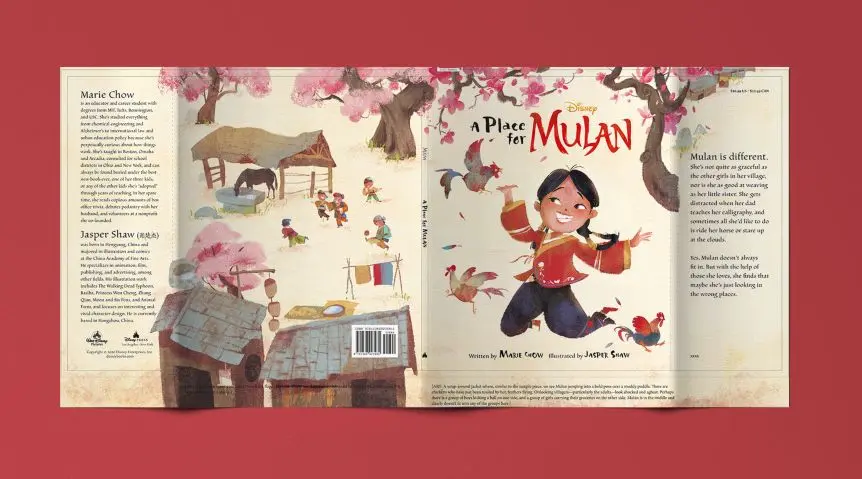 Marie Chow
is an educator and career student with
degrees from MIT, Tufts, Bennington,
and USC. She's studied everything
from chemical engineering and
Alzheimer's to international law and
urban education policy because she's
perpetually curious about how things
work. She's taught in Boston, Omaha
and Arcadia, consulted for school
districts in Ohio and New York, and can
always be found buried under the best
new book ever, one of her three kids,
or any of the other kids she's "adopted"
through years of teaching. In her spare
time, she reads copious amounts of box
office trivia, debates pedantry with her
husband, and volunteers at a nonprofit
she co-founded.
Jasper Shaw
was born in Hengyang, China and
majored in illustration and comics
at the China Academy of Fine Arts.
He specializes in animation, film,
publishing, and advertising, among
other fields. His illustration work
includes The Walking Dead Typhoon,
Princess Won Cheng, Zhang
Qian, Moon and Six Pens, and Animal
Farm, and focuses on interesting and
vivid character design. He is currently
based in Hangzhou, China.
Disney
A Place
for MULAN
A Place for MULAN
Written by MARIE CHOW Illustrated by JASPER SHAW
Mulan is different.
She's not quite as graceful as
the other girls in her village,
nor is she as good at weaving
as her little sister. She gets
distracted when her dad
teaches her calligraphy, and
sometimes all she'd like to do
is ride her horse or stare up
at the clouds.
Yes, Mulan doesn't always
fit in. But with the help of
those she loves, she finds that
maybe she's just looking in
the wrong places.